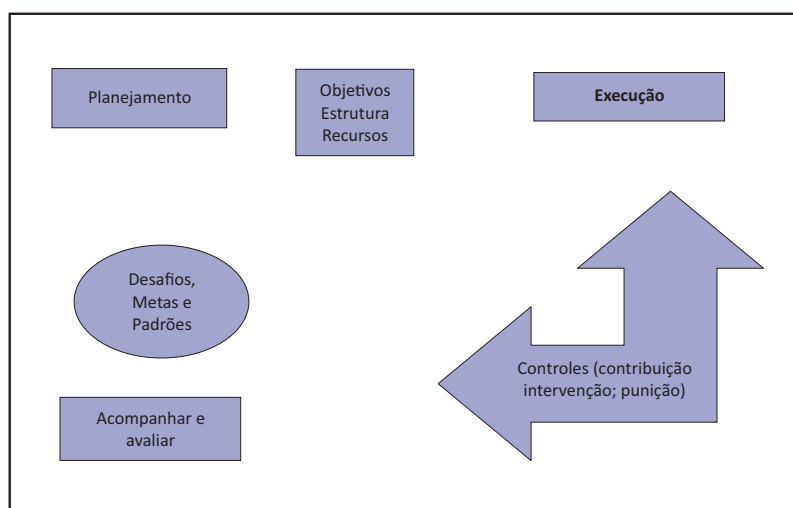 Planejamento
Objetivos
Estrutura
Recursos
Execução
Desafios,
Metas e
Padrões
Controles (contribuição
intervenção; punição)
Acompanhar e
avaliar